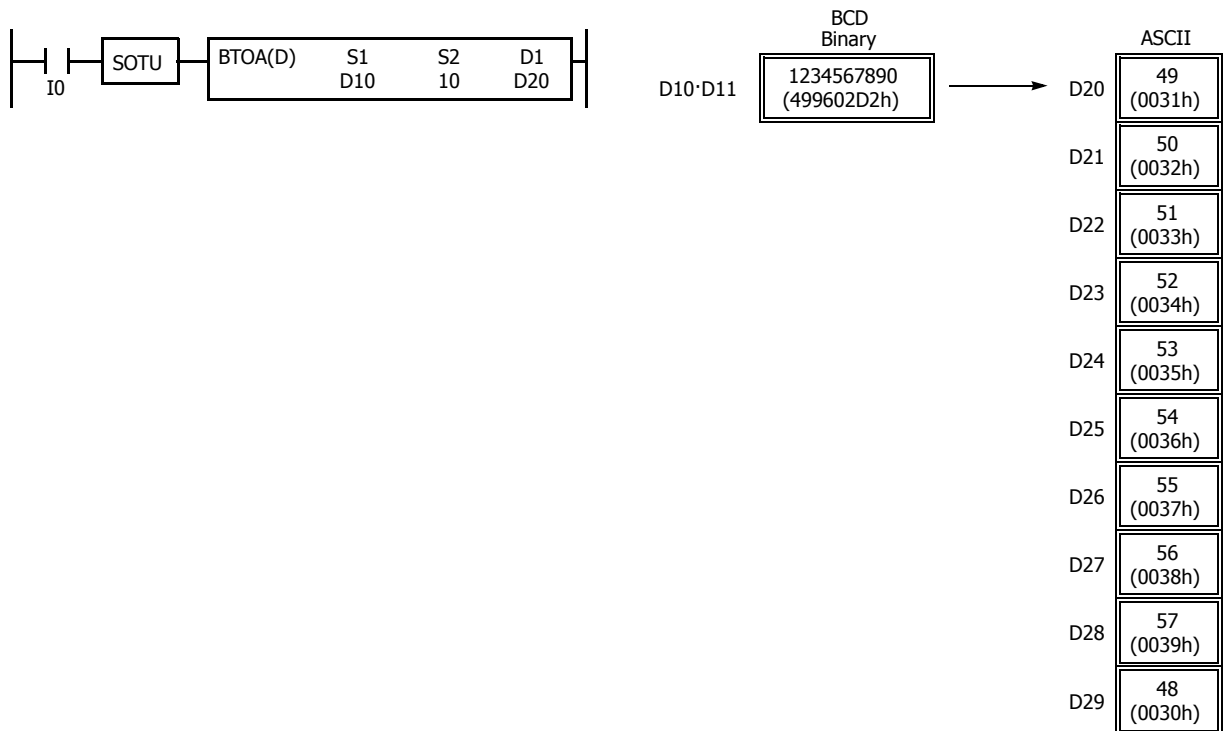 I0
SOTU
BTOA(D) S1 S2 D1
D10 10 D20
BCD
Binary
D10·D11
1234567890
(499602D2h)
ASCII
D20
49
(0031h)
D21
50
(0032h)
D22
51
(0033h)
D23
52
(0034h)
D24
53
(0035h)
D25
54
(0036h)
D26
55
(0037h)
D27
56
(0038h)
D28
57
(0039h)
D29
48
(0030h)